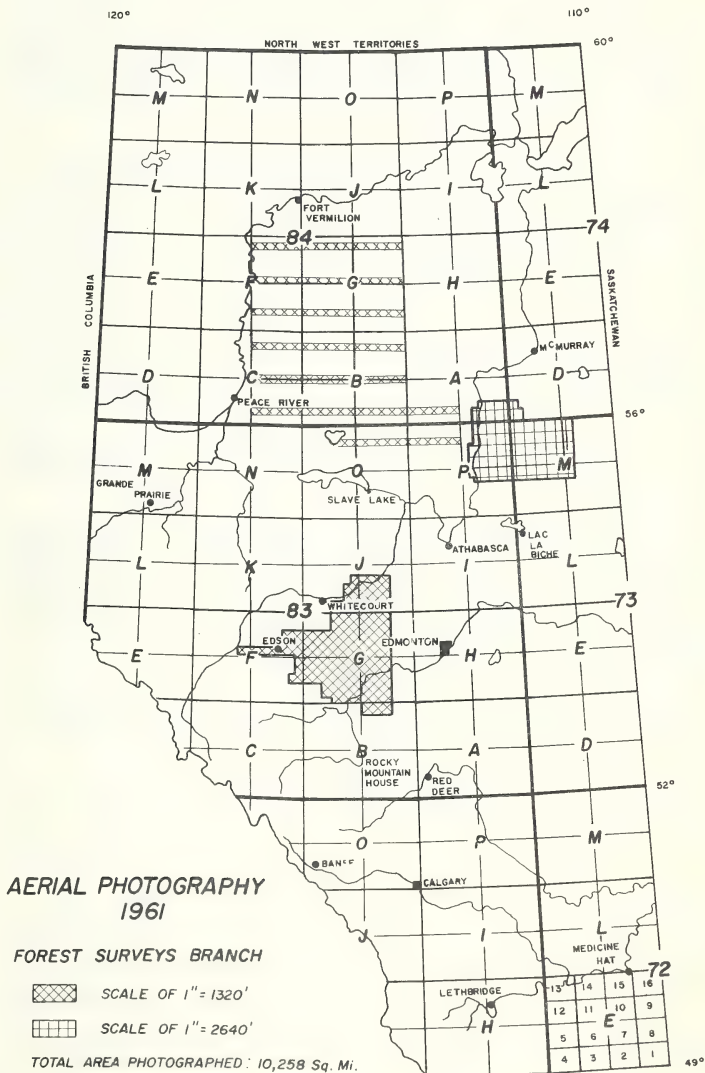 120°
110°
NORTH WEST TERRITORIES
60°
M N O P M
L K J I L
FORT
VERMILION
84
74
E F G H E
BRITISH COLUMBIA
SASKATCHEWAN
McMURRAY
D C B A D
PEACE RIVER
56°
M N O P M
GRANDE
PRAIRIE
SLAVE LAKE
ATHABASCA
LAC
LA
BICHE
L K J I L
83
WHITECOURT
73
EDSON
EDMONTON
E F G H E
C B A D
ROCKY
MOUNTAIN
HOUSE
RED
DEER
52°
O P M
BANFF
CALGARY
AERIAL PHOTOGRAPHY
1961
J I L
FOREST SURVEYS BRANCH
MEDICINE
HAT
72
SCALE OF 1"= 1320'
LETHBRIDGE
H E
13 14 15 16
12 11 10 9
5 6 7 8
4 3 2 1
SCALE OF 1"= 2640'
TOTAL AREA PHOTOGRAPHED: 10,258 Sq. Mi.
49°